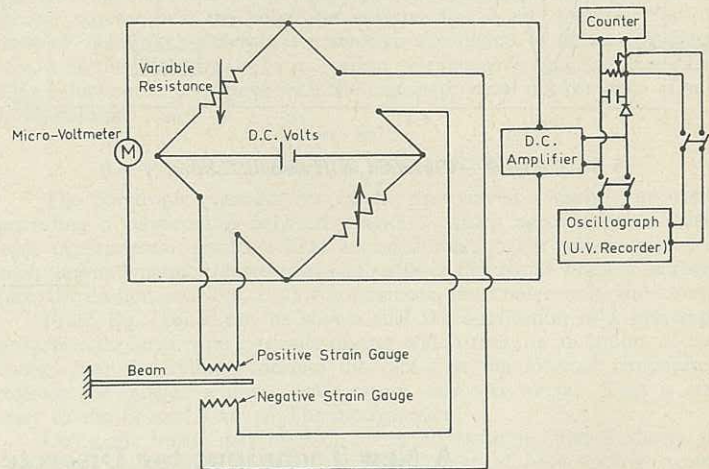 Counter
Variable
Resistance
Micro-Voltmeter
M
D.C. Volts
D.C.
Amplifier
Oscillograph
(U.V. Recorder)
Positive Strain Gauge
Beam
Negative Strain Gauge